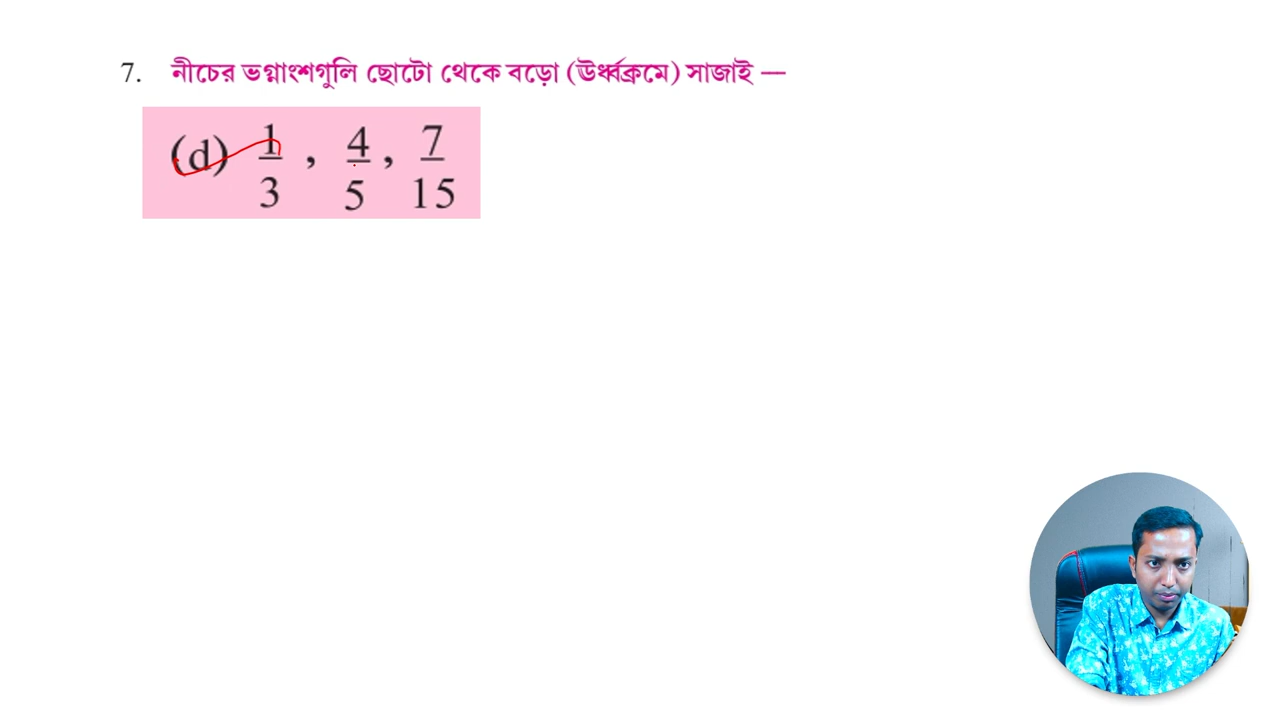 7. নীচের ভগ্নাংশগুলি ছোটো থেকে বড়ো (ঊর্ধ্বক্রমে) সাজাই —
(d) 1/3 , 4/5 , 7/15